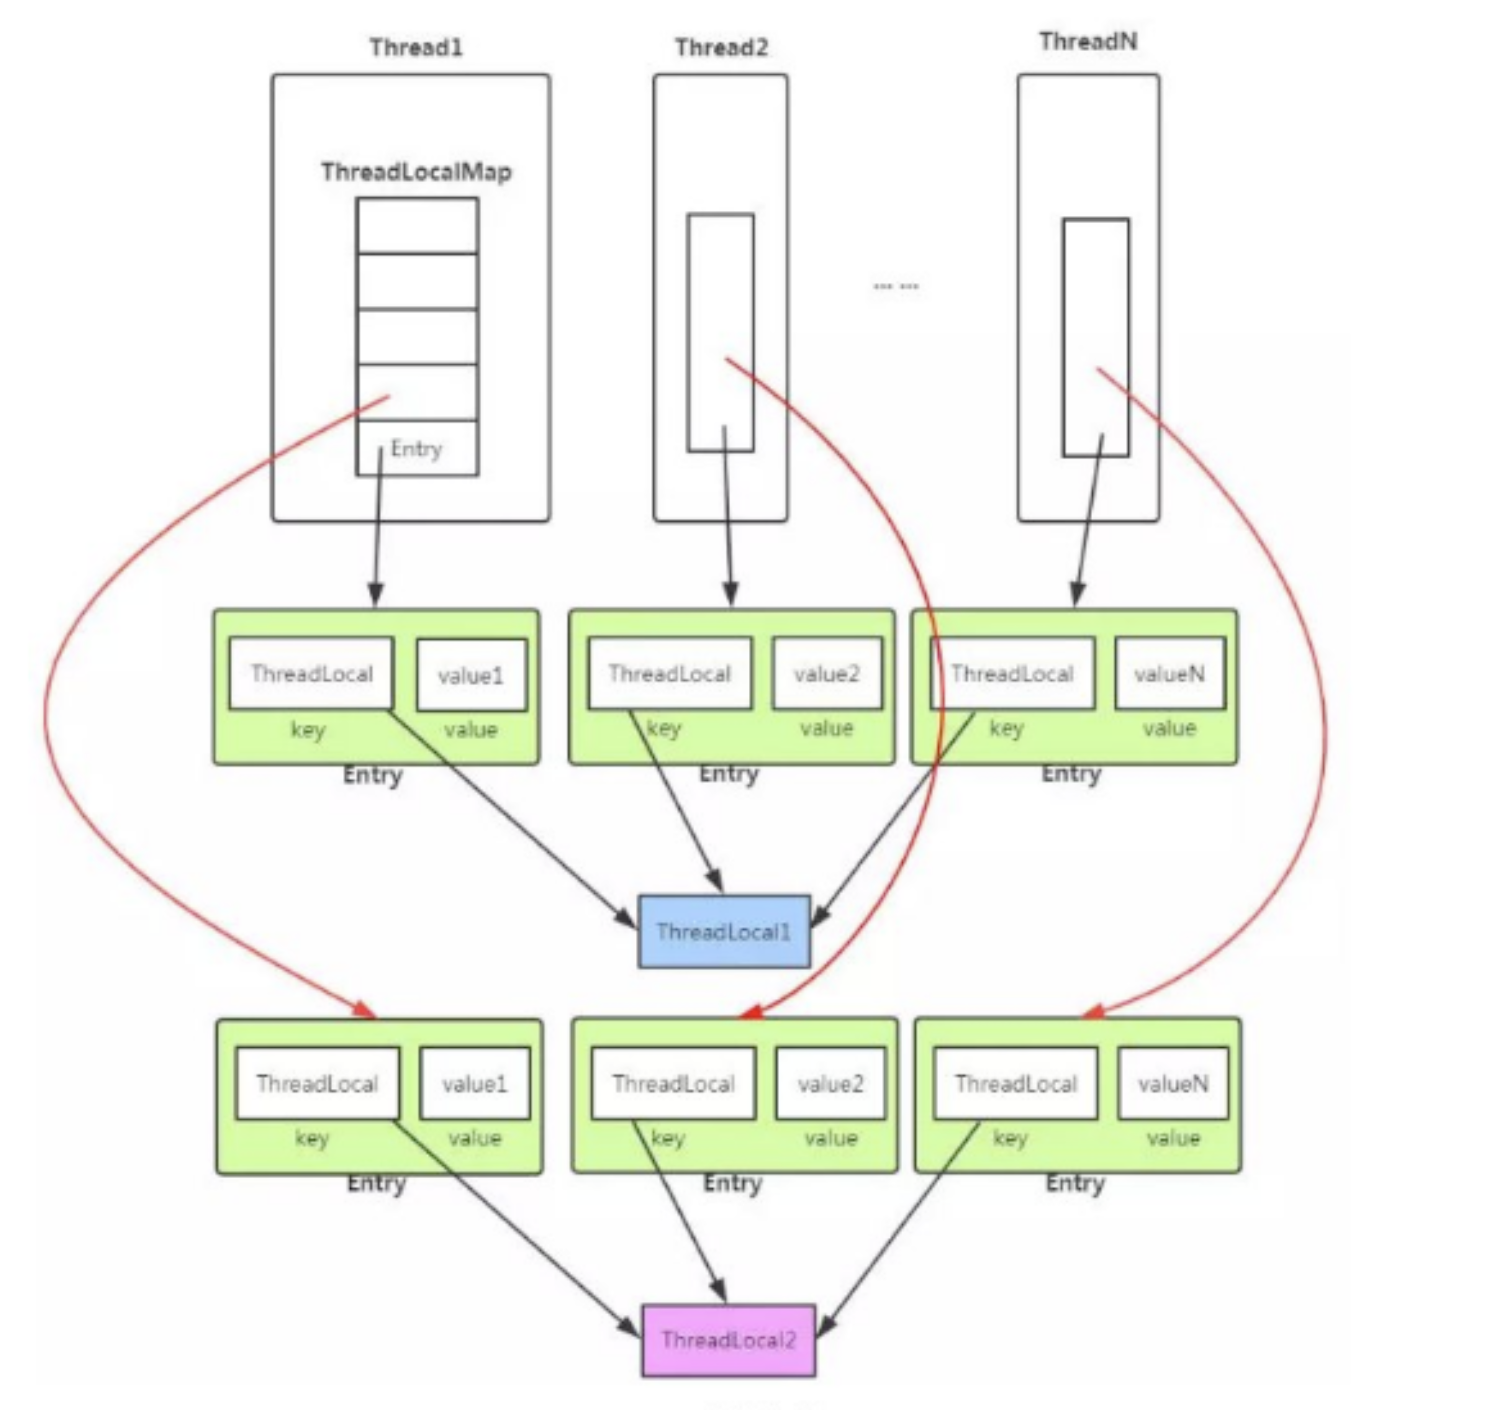 Thread1 Thread2 ThreadN
ThreadLocalMap
... ...
Entry
ThreadLocal value1 ThreadLocal value2 ThreadLocal valueN
key value key value key value
Entry Entry Entry
ThreadLocal1
ThreadLocal value1 ThreadLocal value2 ThreadLocal valueN
key value key value key value
Entry Entry Entry
ThreadLocal2